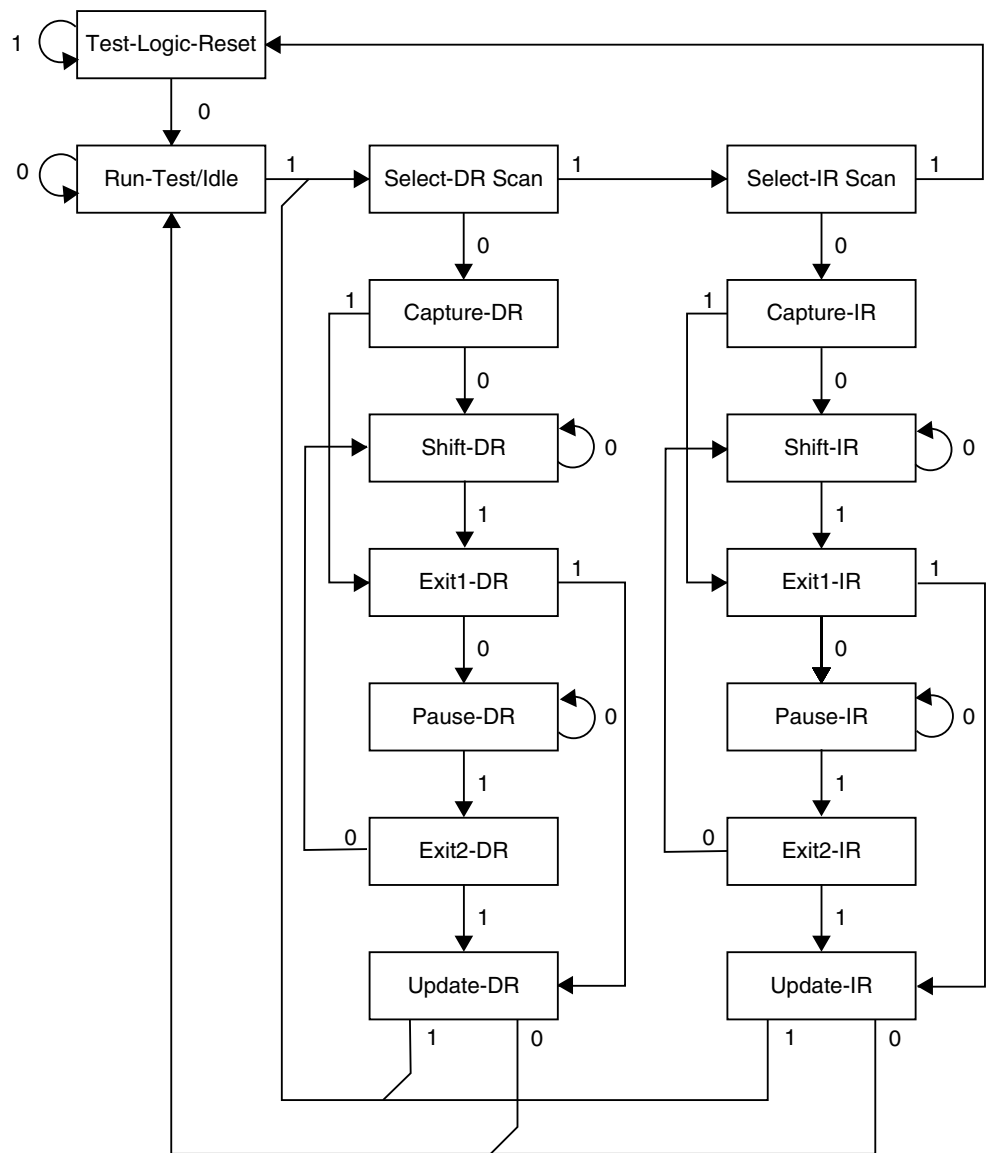 1
Test-Logic-Reset
0
0
Run-Test/Idle
1
Select-DR Scan
1
Select-IR Scan
1
0
0
1
Capture-DR
1
Capture-IR
0
0
Shift-DR
0
Shift-IR
0
1
1
Exit1-DR
1
Exit1-IR
1
0
0
Pause-DR
0
Pause-IR
0
1
1
0
Exit2-DR
0
Exit2-IR
1
1
Update-DR
Update-IR
1
0
1
0